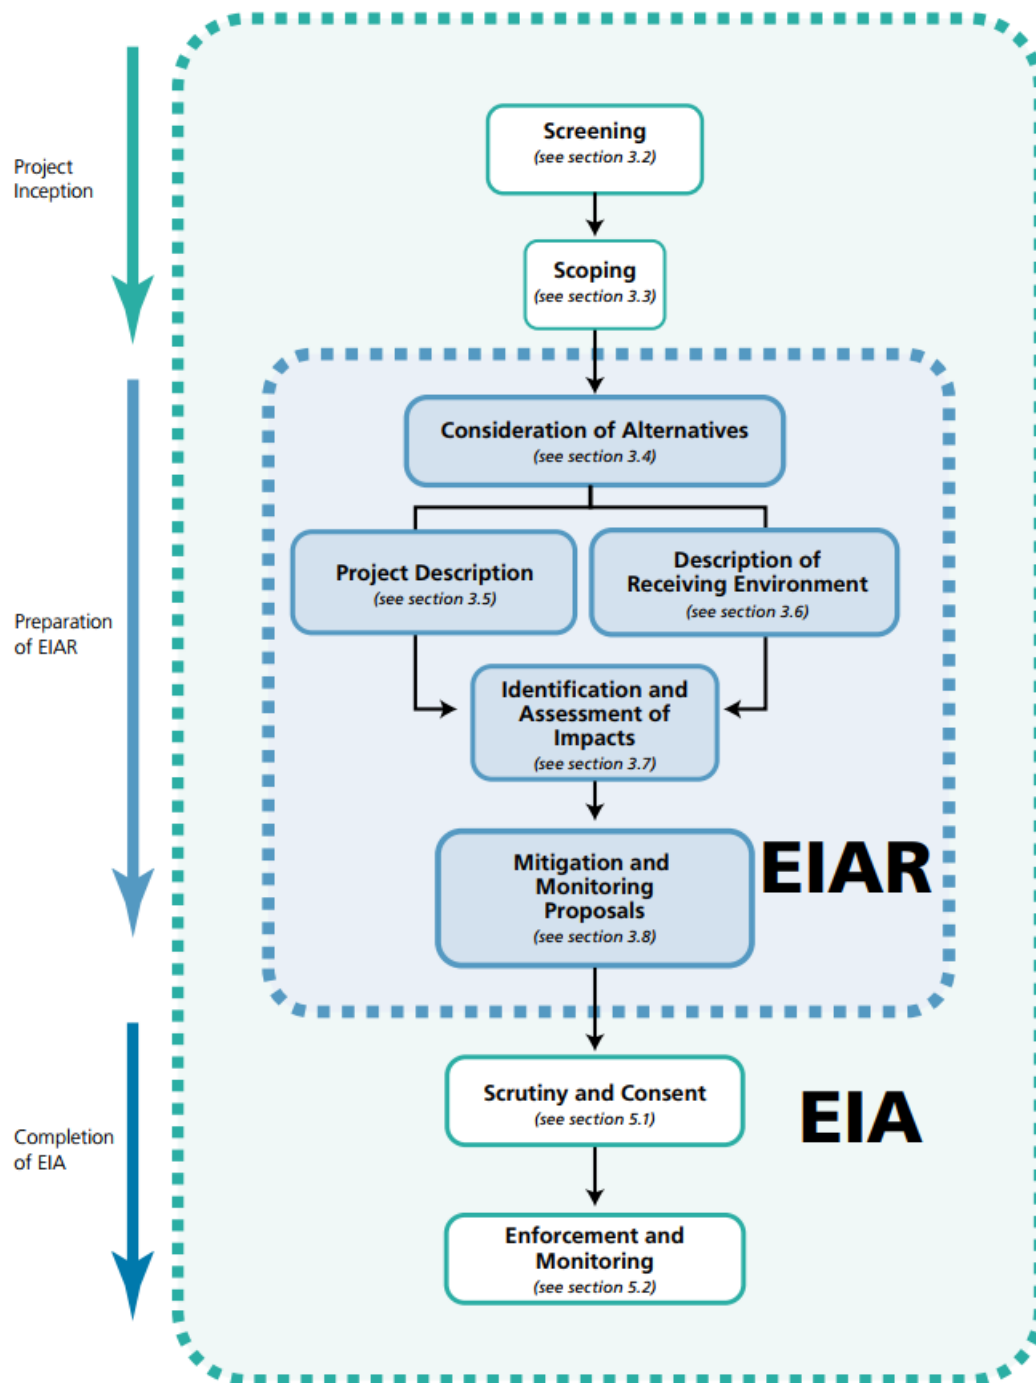 Screening
(see section 3.2)
Project
Inception
Scoping
(see section 3.3)
Consideration of Alternatives
(see section 3.4)
Project Description
(see section 3.5)
Description of
Receiving Environment
(see section 3.6)
Preparation
of EIAR
Identification and
Assessment of
Impacts
(see section 3.7)
Mitigation and
Monitoring
Proposals
(see section 3.8)
EIAR
Scrutiny and Consent
(see section 5.1)
EIA
Completion
of EIA
Enforcement and
Monitoring
(see section 5.2)